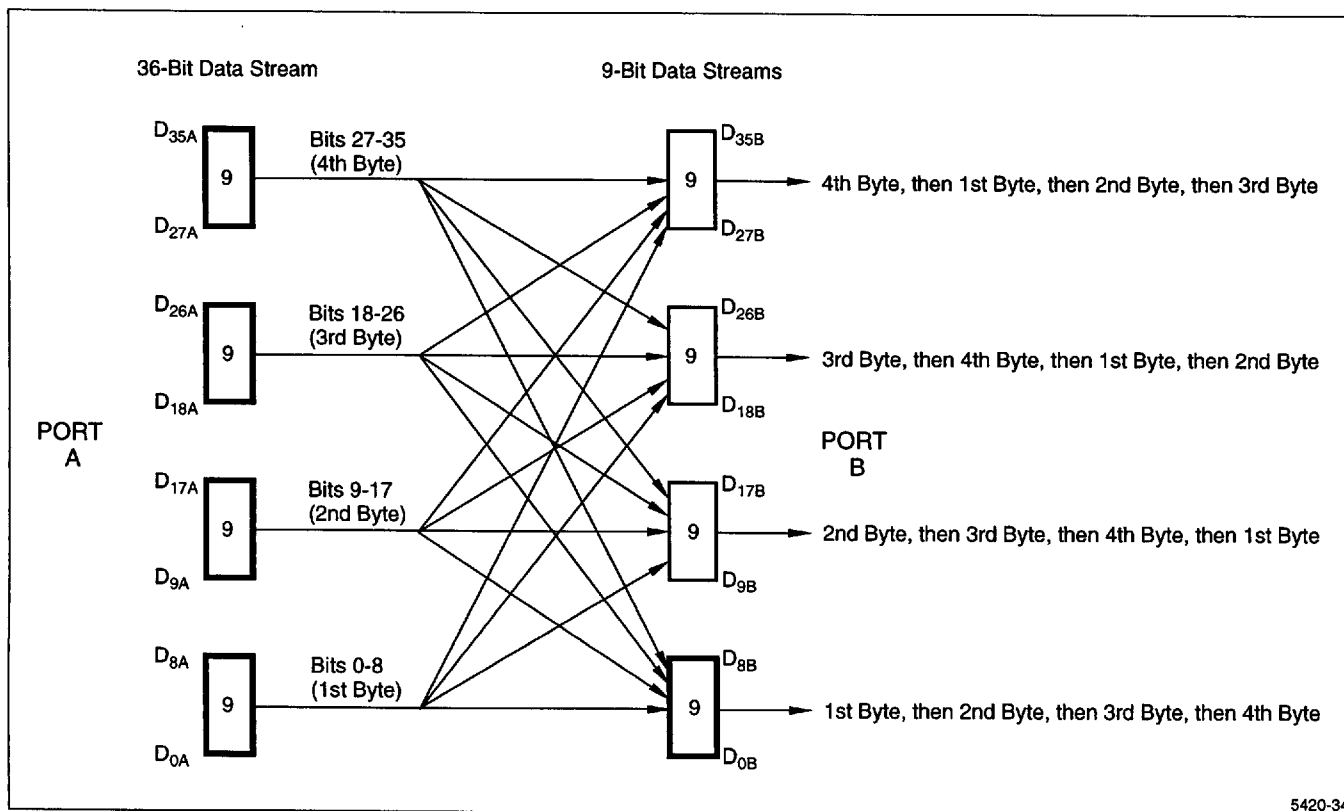 36-Bit Data Stream
9-Bit Data Streams
D35A
9
D27A
Bits 27-35
(4th Byte)
D35B
9
D27B
4th Byte, then 1st Byte, then 2nd Byte, then 3rd Byte
D26A
9
D18A
Bits 18-26
(3rd Byte)
D26B
9
D18B
3rd Byte, then 4th Byte, then 1st Byte, then 2nd Byte
PORT
A
PORT
B
D17A
9
D9A
Bits 9-17
(2nd Byte)
D17B
9
D9B
2nd Byte, then 3rd Byte, then 4th Byte, then 1st Byte
D8A
9
D0A
Bits 0-8
(1st Byte)
D8B
9
D0B
1st Byte, then 2nd Byte, then 3rd Byte, then 4th Byte
5420-34